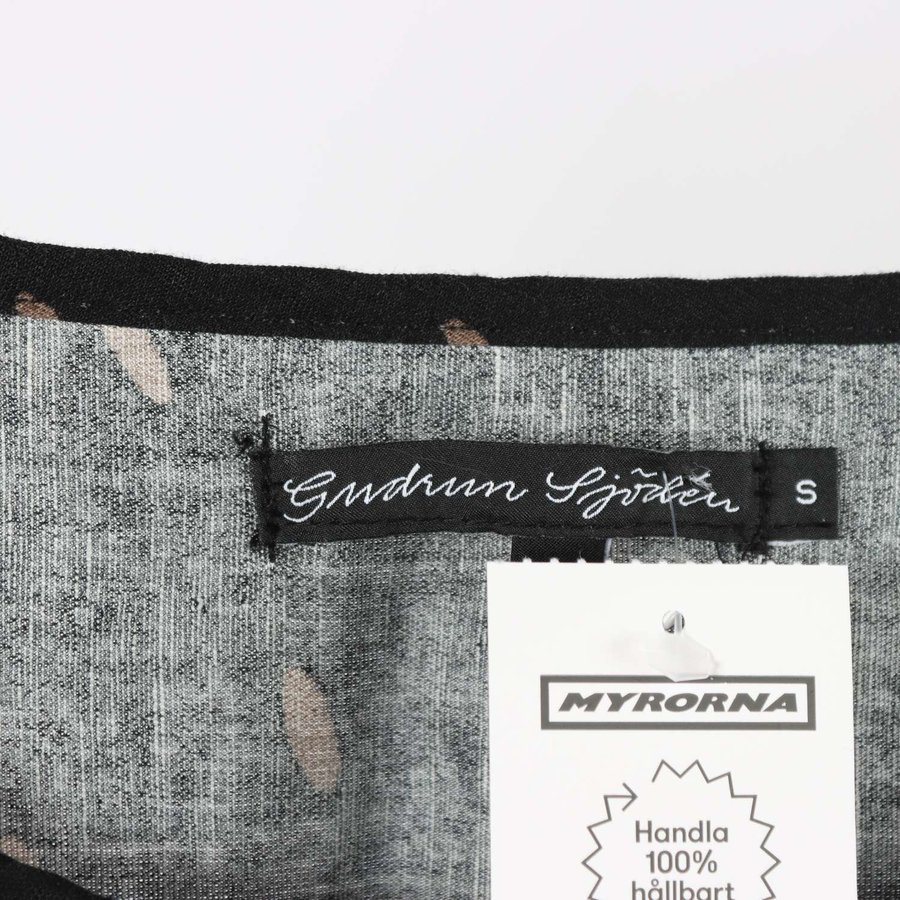 Gudrun Sjödén
S
MYRORNA
Handla
100%
hållbart